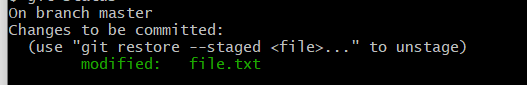 On branch master
Changes to be committed:
  (use "git restore --staged <file>..." to unstage)
        modified:   file.txt